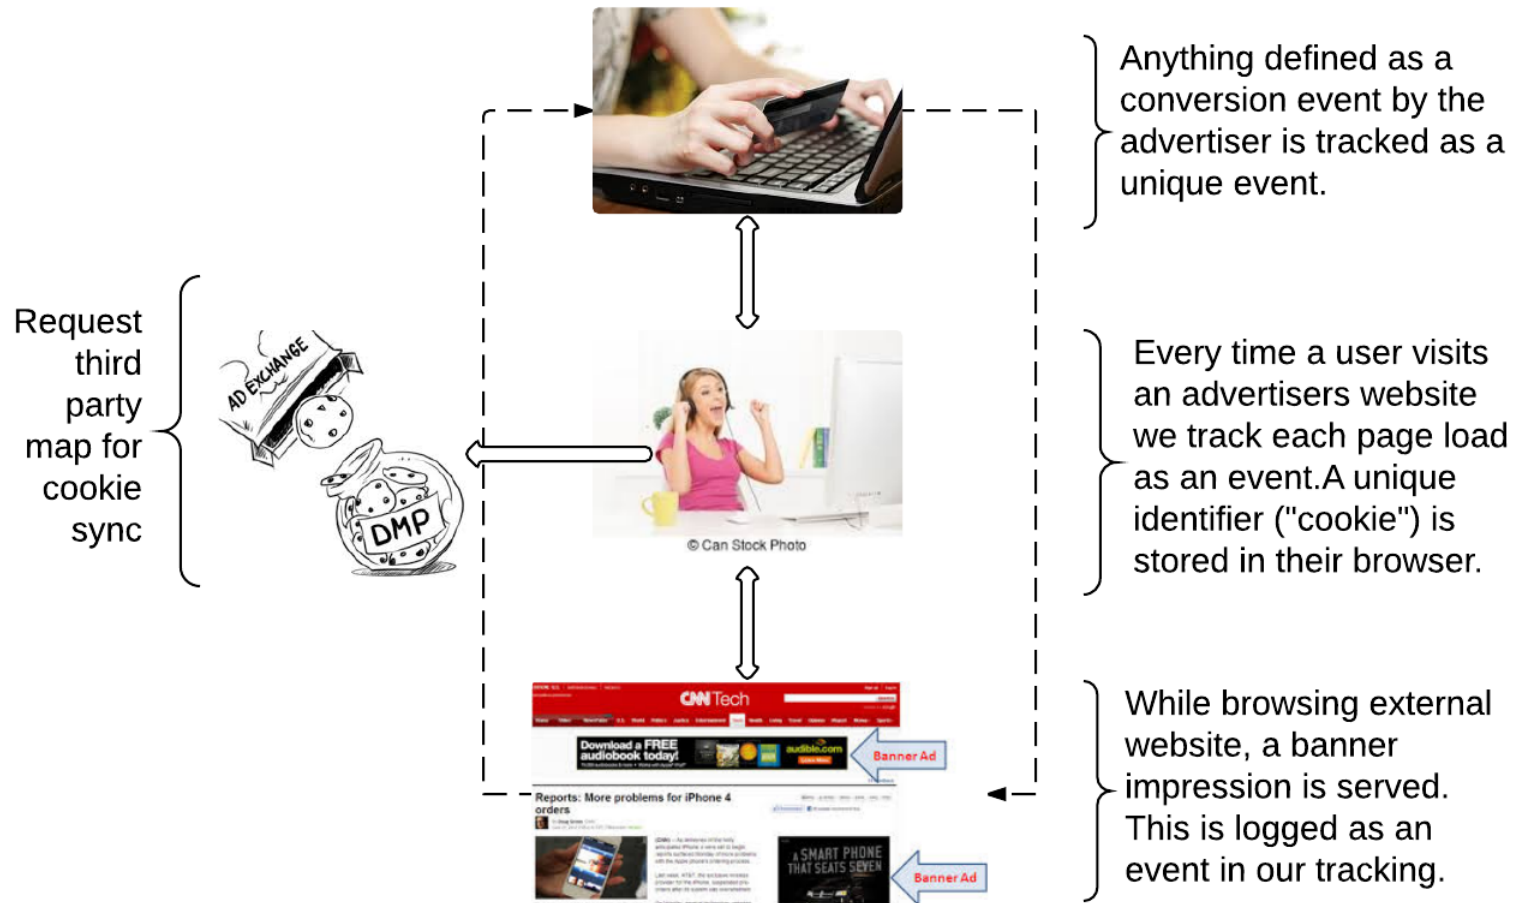 Anything defined as a
conversion event by the
advertiser is tracked as a
unique event.
Request
third
party
map for
cookie
sync
AD EXCHANGE
DMP
© Can Stock Photo
Every time a user visits
an advertisers website
we track each page load
as an event.A unique
identifier ("cookie") is
stored in their browser.
CNN Tech
Download a FREE
audiobook today!
audible.com
Banner Ad
Reports: More problems for iPhone 4
orders
A SMART PHONE
THAT SEATS SEVEN
Banner Ad
While browsing external
website, a banner
impression is served.
This is logged as an
event in our tracking.